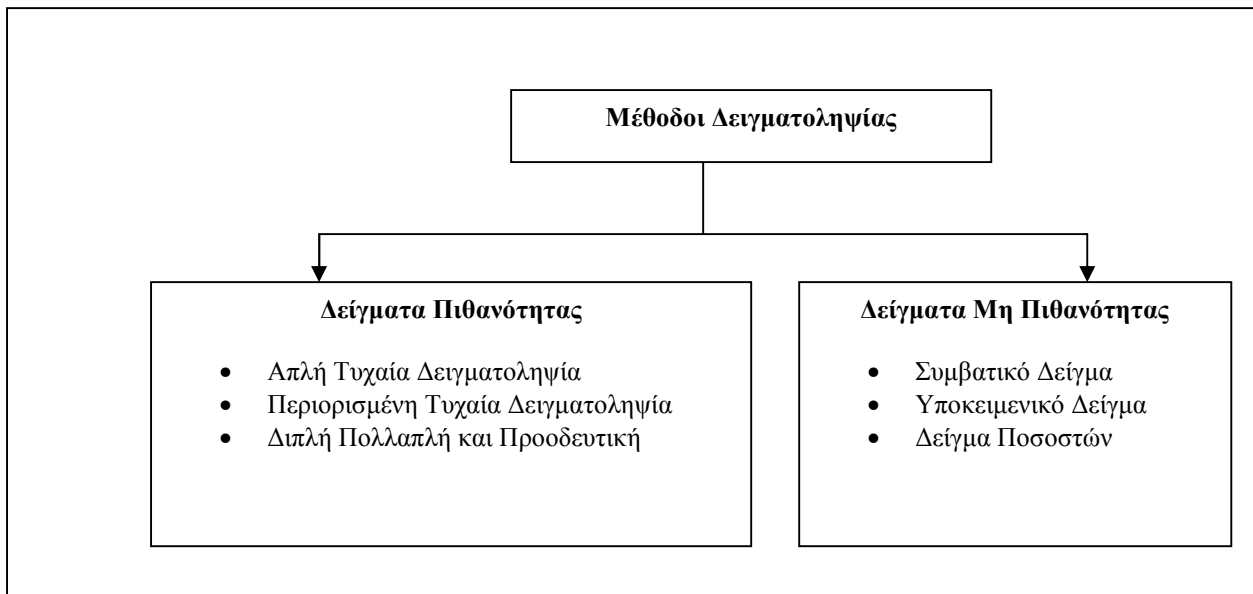 Μέθοδοι Δειγματοληψίας
Δείγματα Πιθανότητας
• Απλή Τυχαία Δειγματοληψία
• Περιορισμένη Τυχαία Δειγματοληψία
• Διπλή Πολλαπλή και Προοδευτική
Δείγματα Μη Πιθανότητας
• Συμβατικό Δείγμα
• Υποκειμενικό Δείγμα
• Δείγμα Ποσοστών